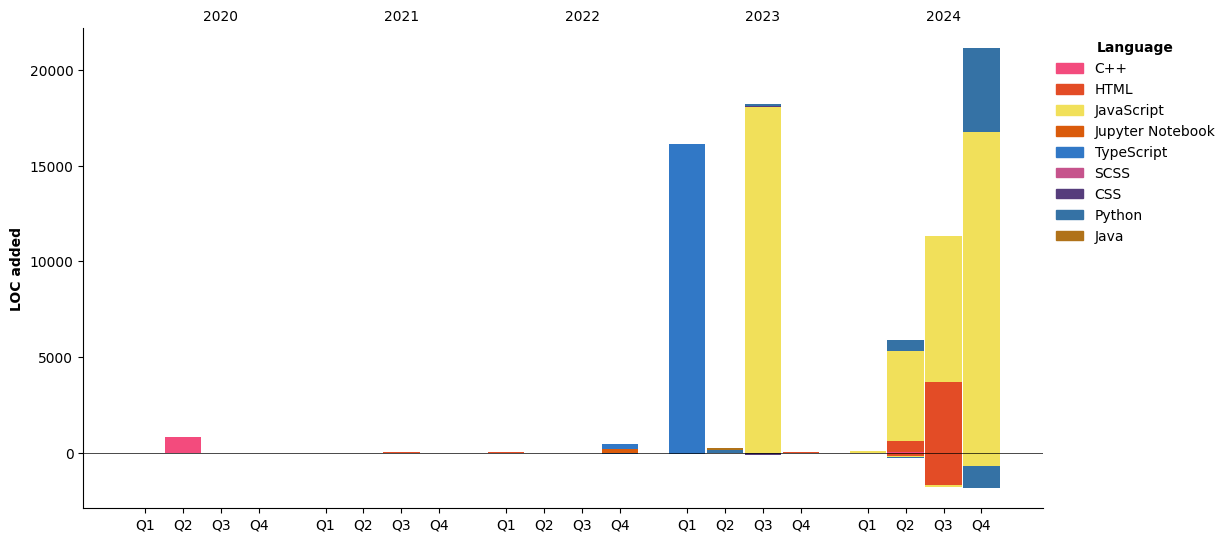 2020 2021 2022 2023 2024
LOC added
20000
15000
10000
5000
0
Language
C++
HTML
JavaScript
Jupyter Notebook
TypeScript
SCSS
CSS
Python
Java
Q1 Q2 Q3 Q4 Q1 Q2 Q3 Q4 Q1 Q2 Q3 Q4 Q1 Q2 Q3 Q4 Q1 Q2 Q3 Q4